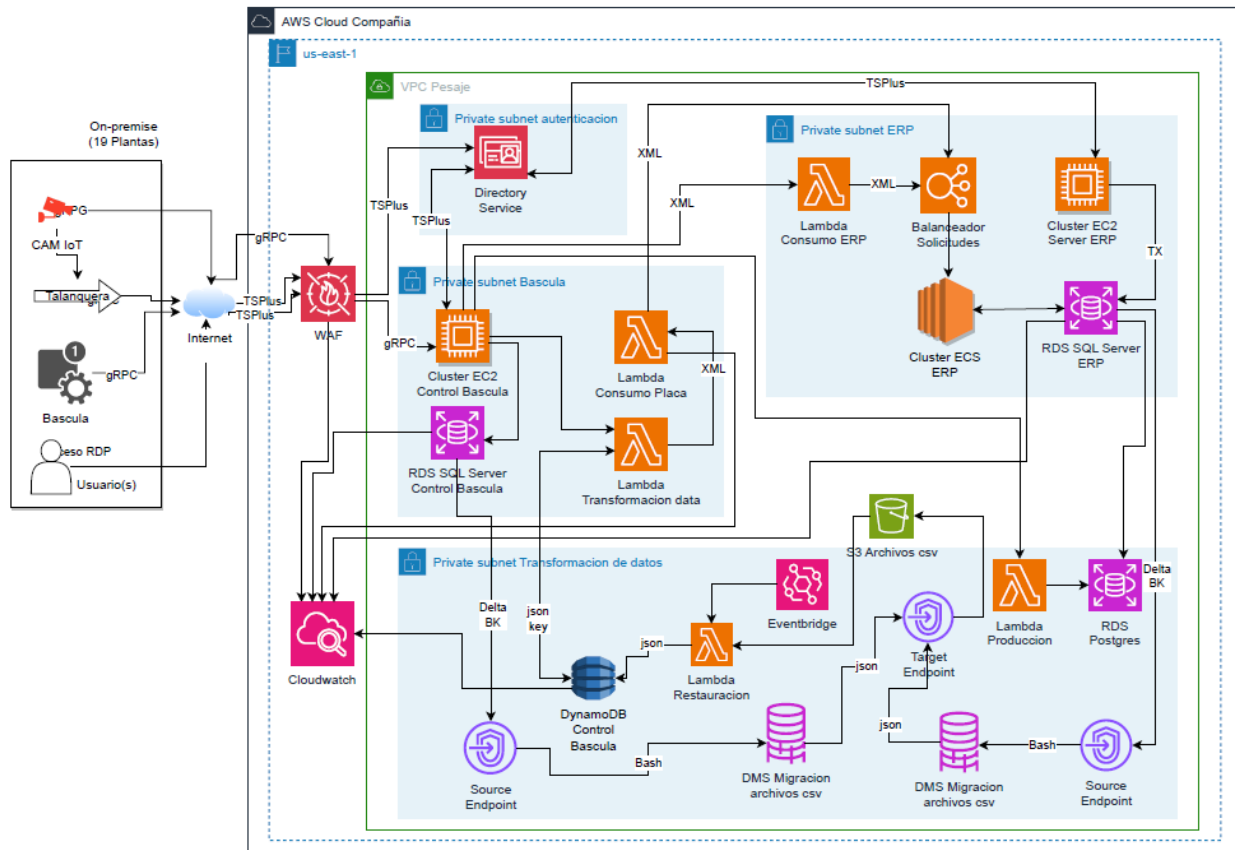 AWS Cloud Compañia
us-east-1
VPC Pesaje
On-premise
(19 Plantas)
gRPG
CAM IoT
Talanquera
gRPC
Bascula
1
ceso RDP
Usuario(s)
Internet
gRPC
TSPlus
TSPlus
WAF
TSPlus
TSPlus
gRPC
Private subnet autenticacion
Directory
Service
TSPlus
XML
XML
Private subnet ERP
Lambda
Consumo ERP
XML
Balanceador
Solicitudes
Cluster EC2
Server ERP
TX
Cluster ECS
ERP
RDS SQL Server
ERP
Private subnet Bascula
Cluster EC2
Control Bascula
Lambda
Consumo Placa
XML
RDS SQL Server
Control Bascula
Lambda
Transformacion data
Private subnet Transformacion de datos
S3 Archivos csv
Delta
BK
json
key
Eventbridge
json
Lambda
Restauracion
json
Target
Endpoint
Lambda
Produccion
RDS
Postgres
Delta
BK
Cloudwatch
DynamoDB
Control
Bascula
Source
Endpoint
Bash
DMS Migracion
archivos csv
json
DMS Migracion
archivos csv
Bash
Source
Endpoint